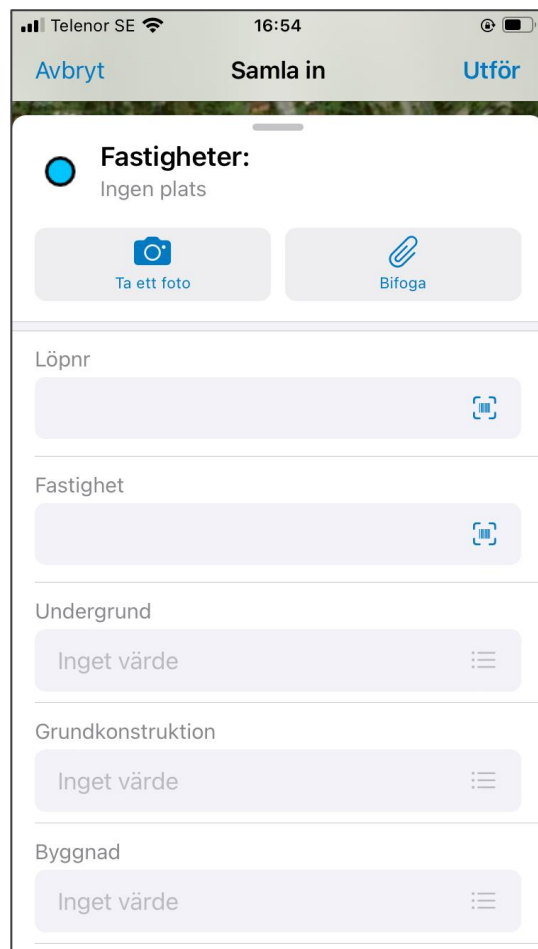 Telenor SE 16:54
Avbryt Samla in Utför
Fastigheter:
Ingen plats
Ta ett foto Bifoga
Löpnr
Fastighet
Undergrund
Inget värde
Grundkonstruktion
Inget värde
Byggnad
Inget värde